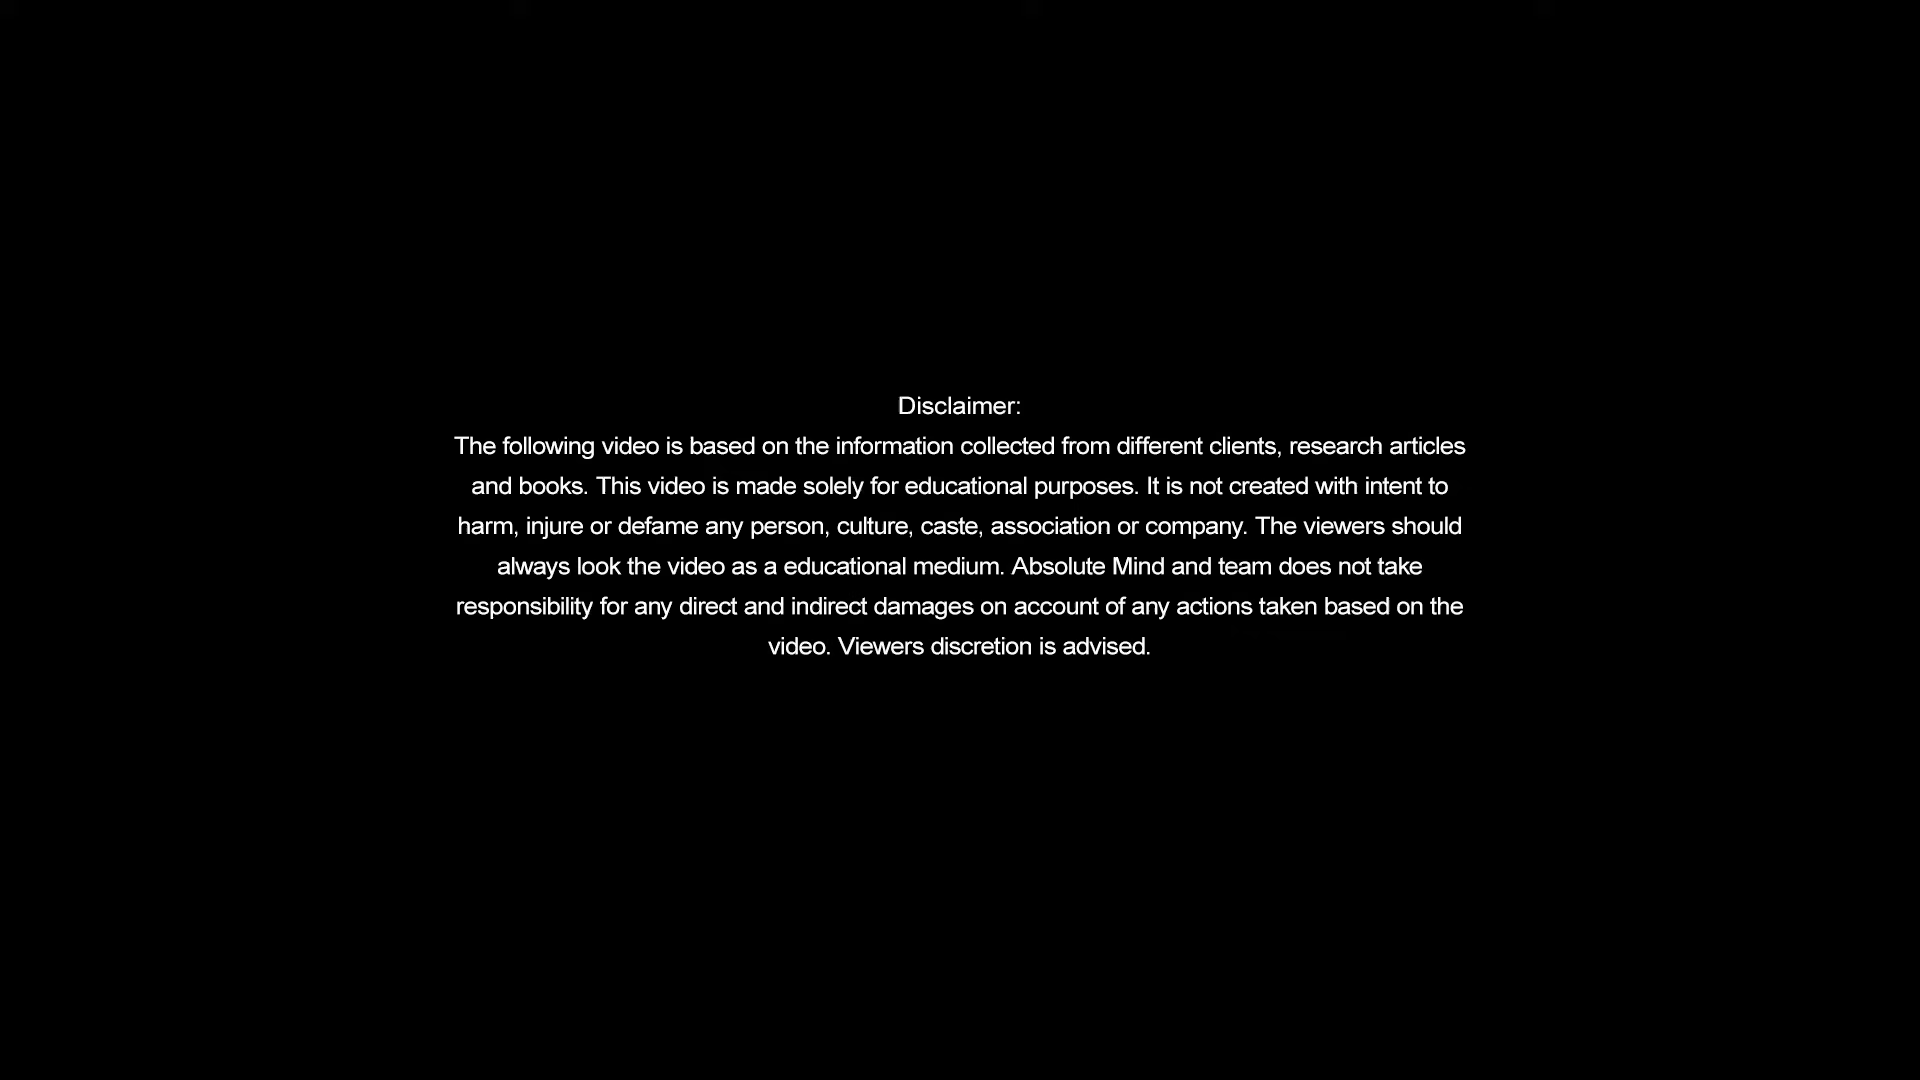 Disclaimer:
The following video is based on the information collected from different clients, research articles
and books. This video is made solely for educational purposes. It is not created with intent to
harm, injure or defame any person, culture, caste, association or company. The viewers should
always look the video as a educational medium. Absolute Mind and team does not take
responsibility for any direct and indirect damages on account of any actions taken based on the
video. Viewers discretion is advised.